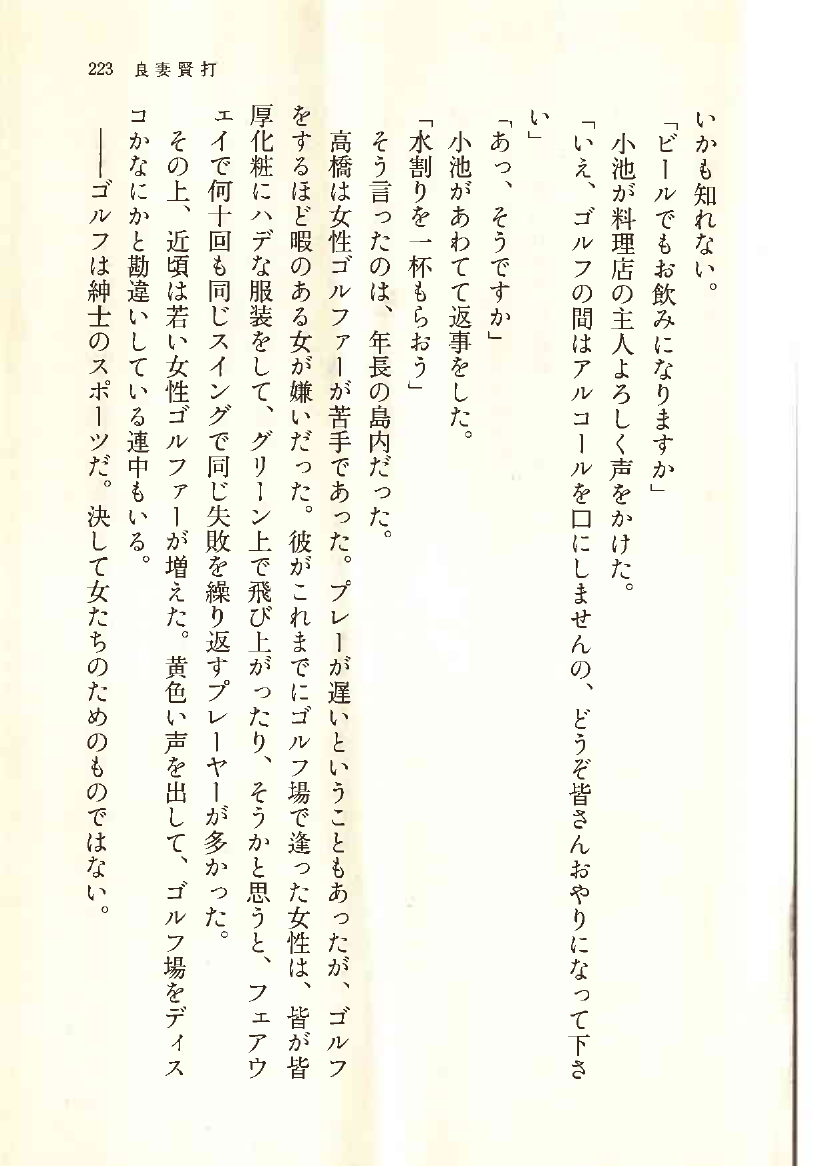 223 良妻賢打
いかも知れない。
「ビールでもお飲みになりますか」
小池が料理店の主人よろしく声をかけた。
「いえ、ゴルフの間はアルコールを口にしませんの、どうぞ皆さんおやりになって下さ
い」
「あっ、そうですか」
小池があわてて返事をした。
「水割りを一杯もらおう」
そう言ったのは、年長の島内だった。
高橋は女性ゴルファーが苦手であった。プレーが遅いということもあったが、ゴルフ
をするほど暇のある女が嫌いだった。彼がこれまでにゴルフ場で逢った女性は、皆が皆
厚化粧にハデな服装をして、グリーン上で飛び上がったり、そうかと思うと、フェアウ
ェイで何十回も同じスイングで同じ失敗を繰り返すプレーヤーが多かった。
その上、近頃は若い女性ゴルファーが増えた。黄色い声を出して、ゴルフ場をディス
コかなにかと勘違いしている連中もいる。
――ゴルフは紳士のスポーツだ。決して女たちのためのものではない。